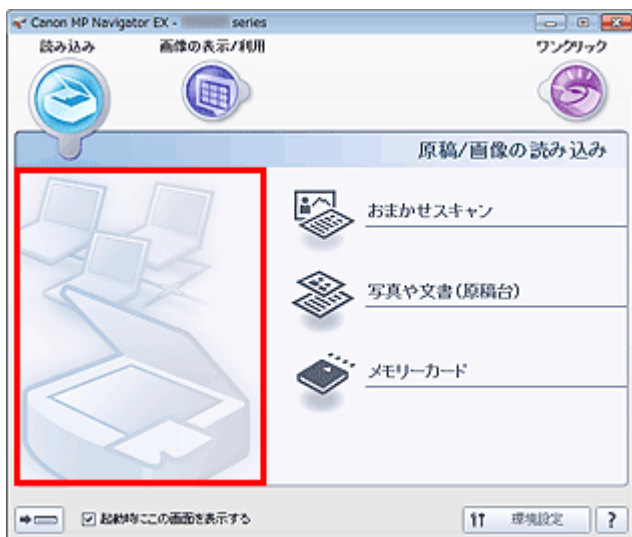 Canon MP Navigator EX - series
読み込み 画像の表示/利用 ワンクリック
原稿/画像の読み込み
おまかせスキャン
写真や文書(原稿台)
メモリーカード
起動時にこの画面を表示する 環境設定 ?